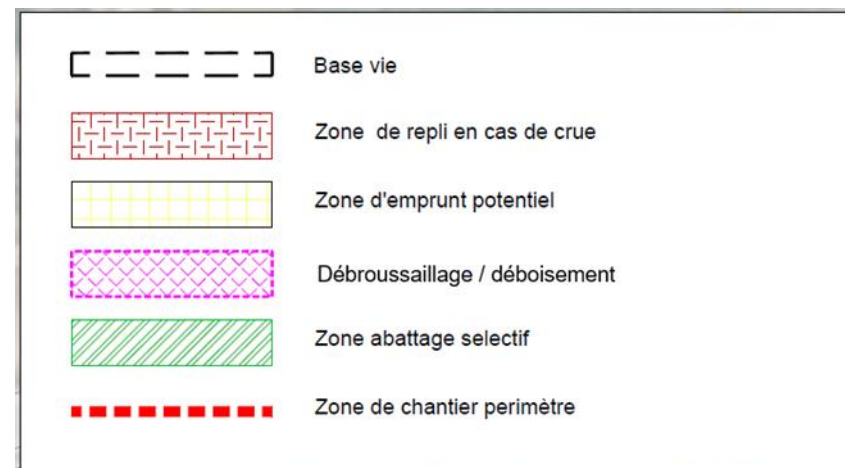 Base vie
Zone de repli en cas de crue
Zone d'emprunt potentiel
Débroussaillage / déboisement
Zone abattage selectif
Zone de chantier perimètre